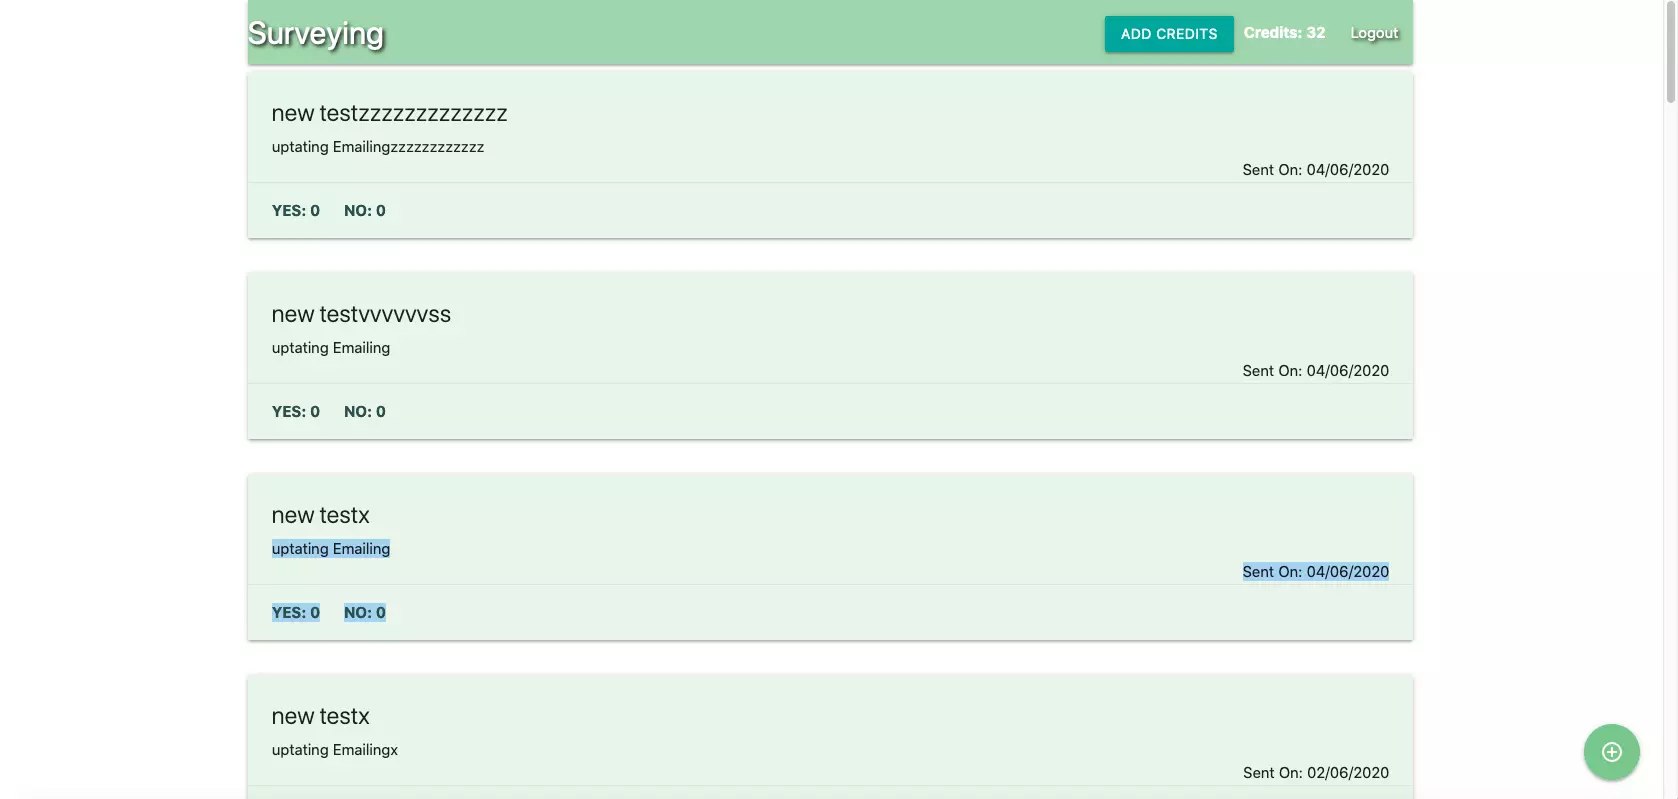 Surveying
ADD CREDITS
Credits: 32
Logout
new testzzzzzzzzzzzzz
uptating Emailingzzzzzzzzzzzz
Sent On: 04/06/2020
YES: 0 NO: 0
new testvvvvvvss
uptating Emailing
Sent On: 04/06/2020
YES: 0 NO: 0
new testx
uptating Emailing
Sent On: 04/06/2020
YES: 0 NO: 0
new testx
uptating Emailingx
Sent On: 02/06/2020